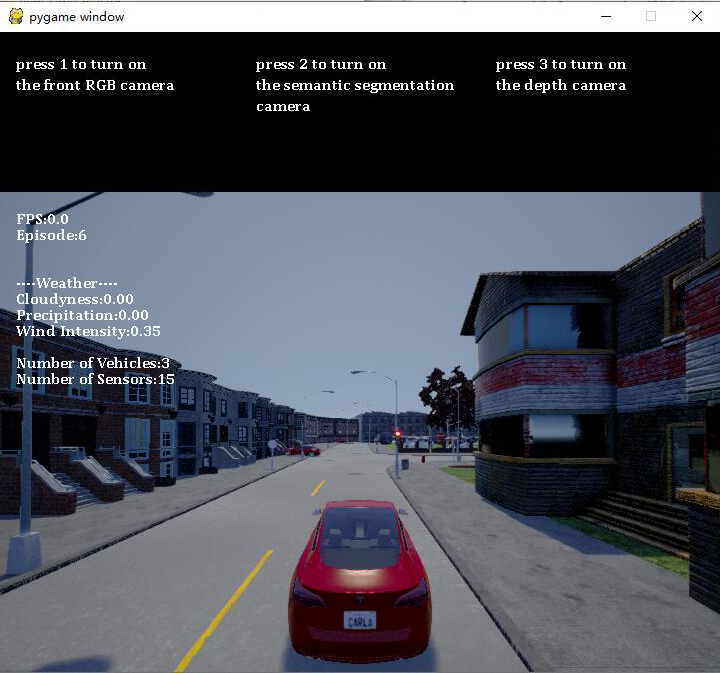 pygame window
press 1 to turn on
the front RGB camera
press 2 to turn on
the semantic segmentation
camera
press 3 to turn on
the depth camera
FPS:0.0
Episode:6
----Weather----
Cloudyness:0.00
Precipitation:0.00
Wind Intensity:0.35
Number of Vehicles:3
Number of Sensors:15
CARLA